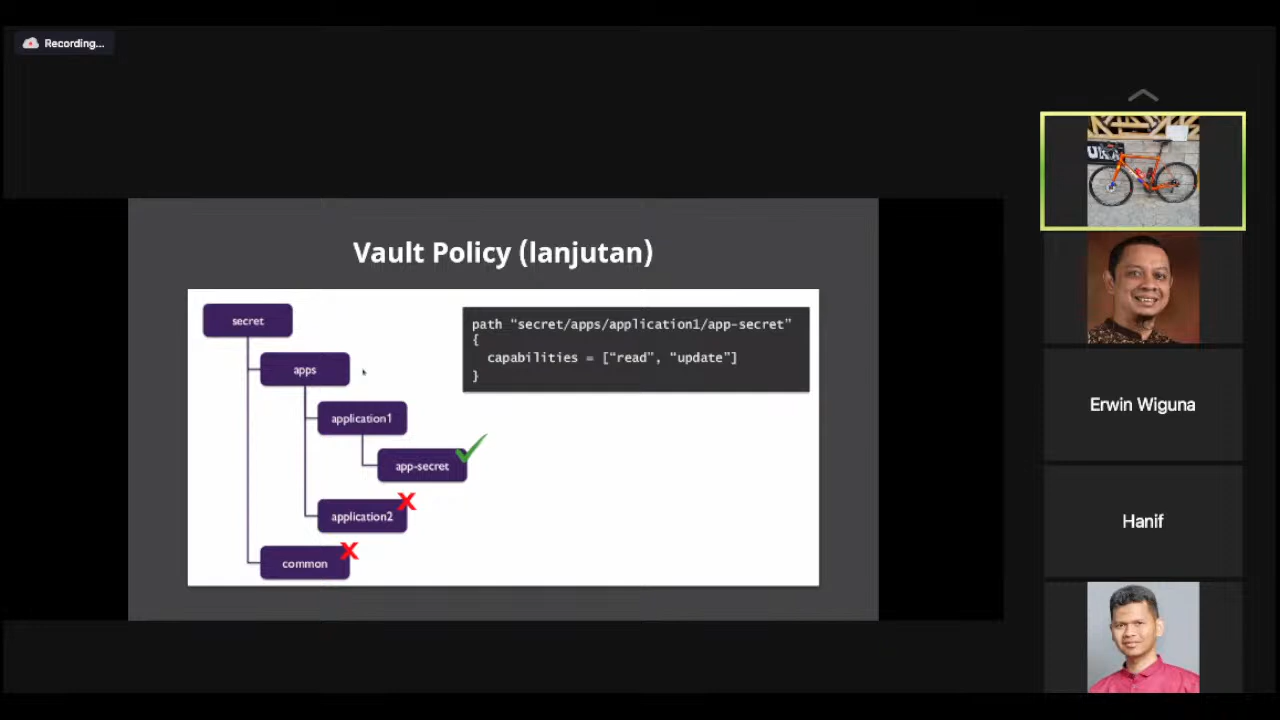 Recording...
Vault Policy (lanjutan)
secret
apps
application1
app-secret
application2
common
path “secret/apps/application1/app-secret”
{
capabilities = [“read”, “update”]
}
Erwin Wiguna
Hanif